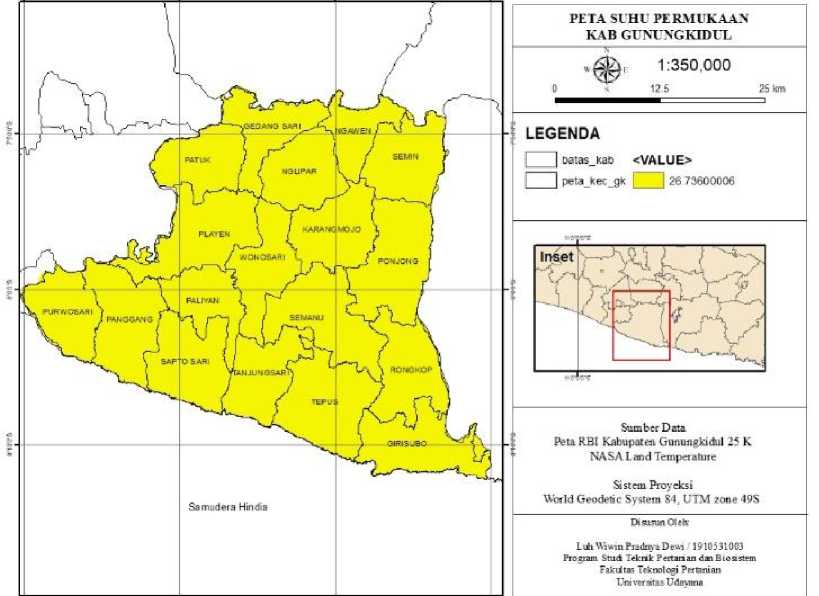 PETA SUHU PERMUKAAN
KAB GUNUNGKIDUL
N
W E
S
1:350,000
0 12.5 25 km
LEGENDA
batas_kab <VALUE>
peta_kec_gk 26.73600006
Inset
Sumber Data
Peta RBI Kabupaten Gunungkidul 25 K
NASA Land Temperature
Sistem Proyeksi
World Geodetic System 84, UTM zone 49S
Disusun Oleh:
Luh Wiwin Pradnya Dewi / 1910531003
Program Studi Teknik Pertanian dan Biosistem
Fakultas Teknologi Pertanian
Universitas Udayana
GEDANG SARI
NGAWEN
PATUK
SEMIN
NGLIPAR
PLAYEN
KARANGMOJO
WONOSARI
PONJONG
PURWOSARI
PANGGANG
PALIYAN
SEMANU
SAPTO SARI
TANJUNGSARI
RONGKOP
TEPUS
GIRISUBO
Samudera Hindia